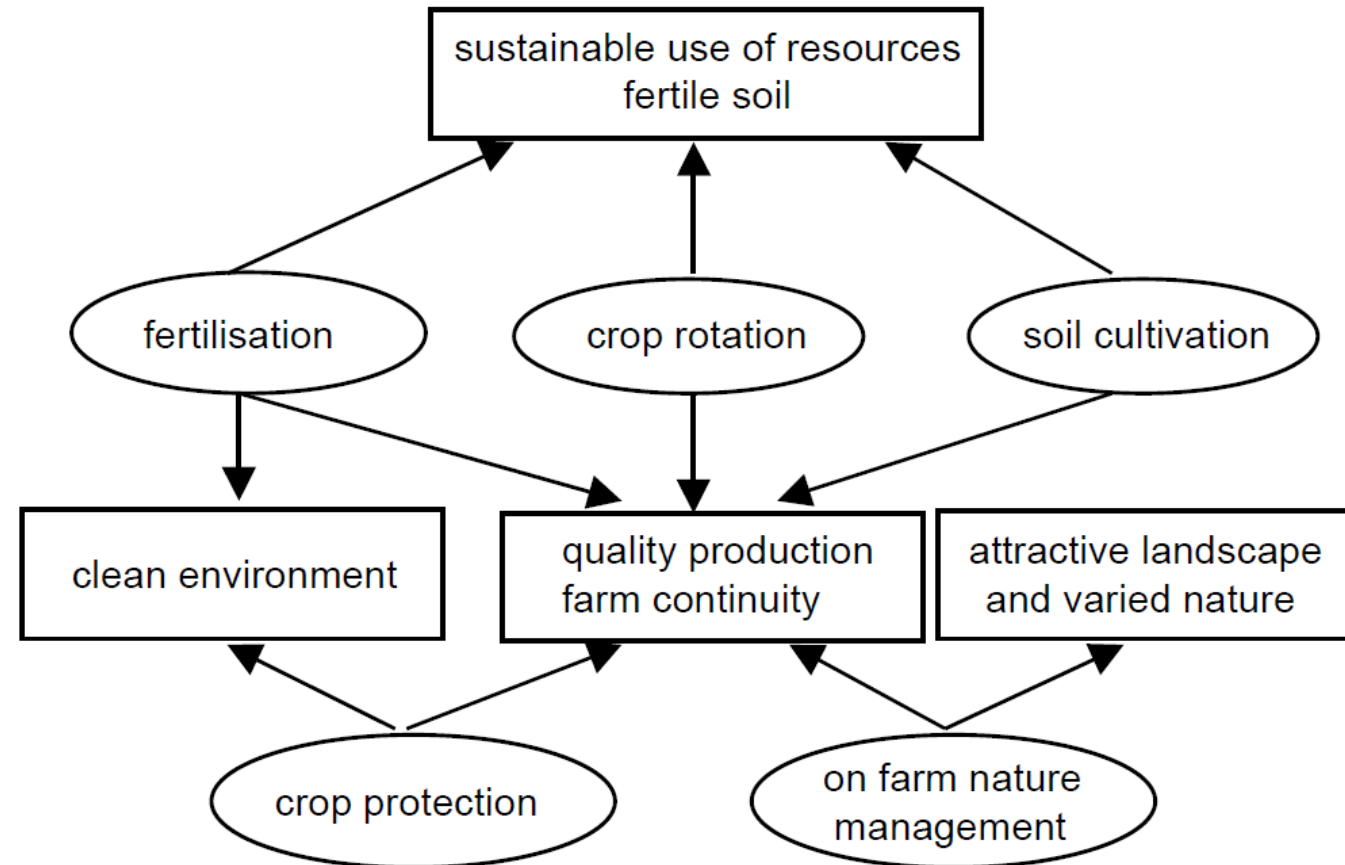 sustainable use of resources
fertile soil
fertilisation
crop rotation
soil cultivation
clean environment
quality production
farm continuity
attractive landscape
and varied nature
crop protection
on farm nature
management